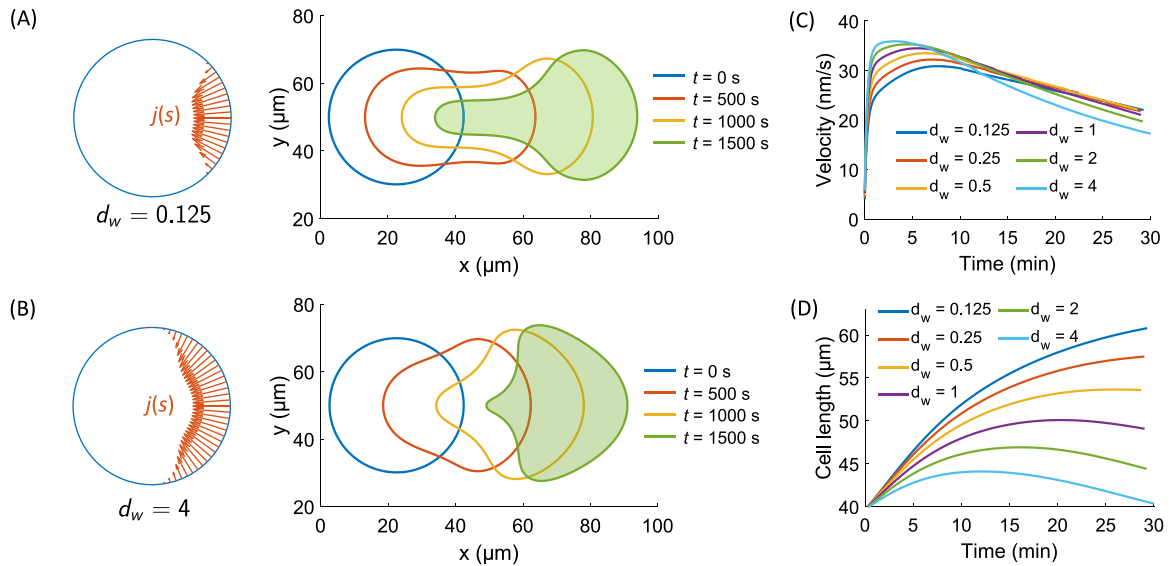 (A)
j(s)
d_w = 0.125
y (µm)
80
60
40
20
0 20 40 60 80 100
x (µm)
t = 0 s
t = 500 s
t = 1000 s
t = 1500 s
(B)
j(s)
d_w = 4
y (µm)
80
60
40
20
0 20 40 60 80 100
x (µm)
t = 0 s
t = 500 s
t = 1000 s
t = 1500 s
(C)
Velocity (nm/s)
40
30
20
10
0
d_w = 0.125 d_w = 1
d_w = 0.25 d_w = 2
d_w = 0.5 d_w = 4
0 5 10 15 20 25 30
Time (min)
(D)
Cell length (µm)
60
55
50
45
40
d_w = 0.125 d_w = 2
d_w = 0.25 d_w = 4
d_w = 0.5
d_w = 1
0 5 10 15 20 25 30
Time (min)